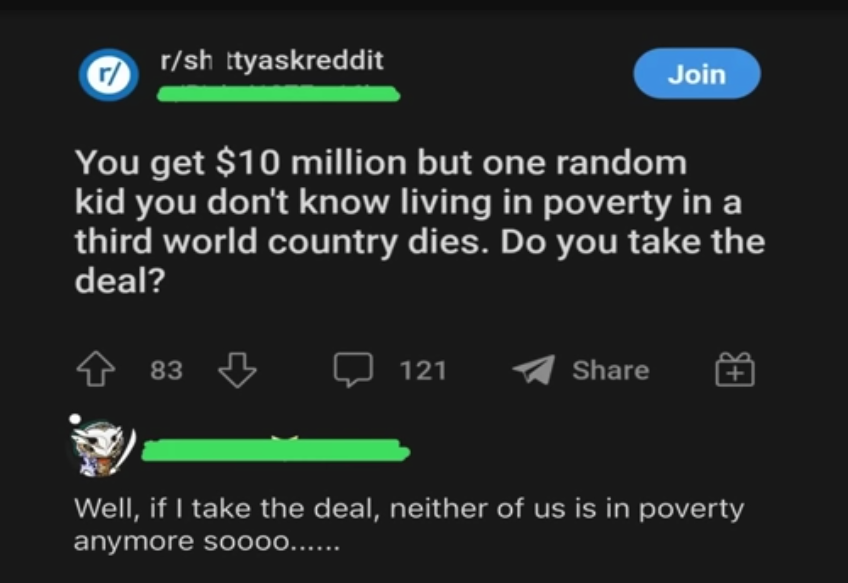 r/
r/sh ttyaskreddit
Join
You get $10 million but one random
kid you don't know living in poverty in a
third world country dies. Do you take the
deal?
83 121 Share
Well, if I take the deal, neither of us is in poverty
anymore soooo......